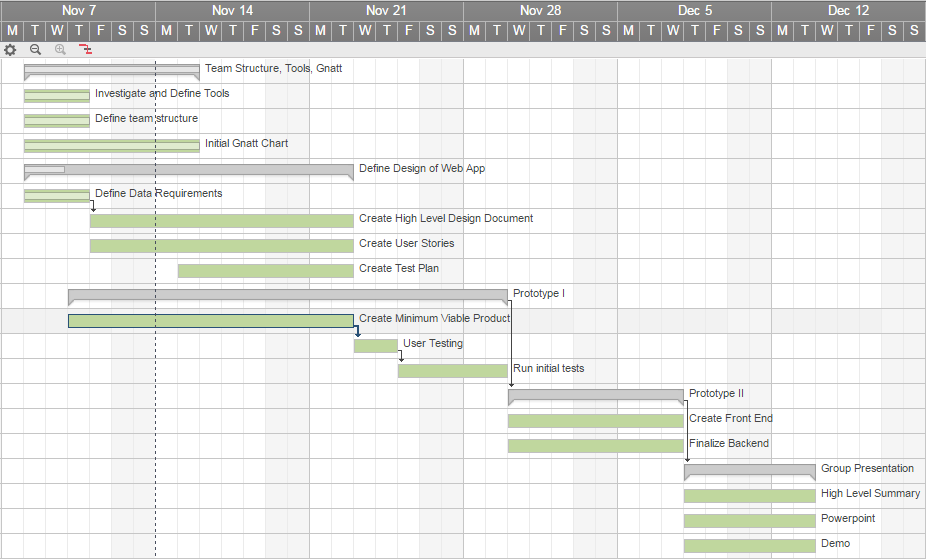 Nov 7 Nov 14 Nov 21 Nov 28 Dec 5 Dec 12
M T W T F S S M T W T F S S M T W T F S S M T W T F S S M T W T F S S M T W T F S S
Team Structure, Tools, Gnatt
Investigate and Define Tools
Define team structure
Initial Gnatt Chart
Define Design of Web App
Define Data Requirements
Create High Level Design Document
Create User Stories
Create Test Plan
Prototype I
Create Minimum Viable Product
User Testing
Run initial tests
Prototype II
Create Front End
Finalize Backend
Group Presentation
High Level Summary
Powerpoint
Demo